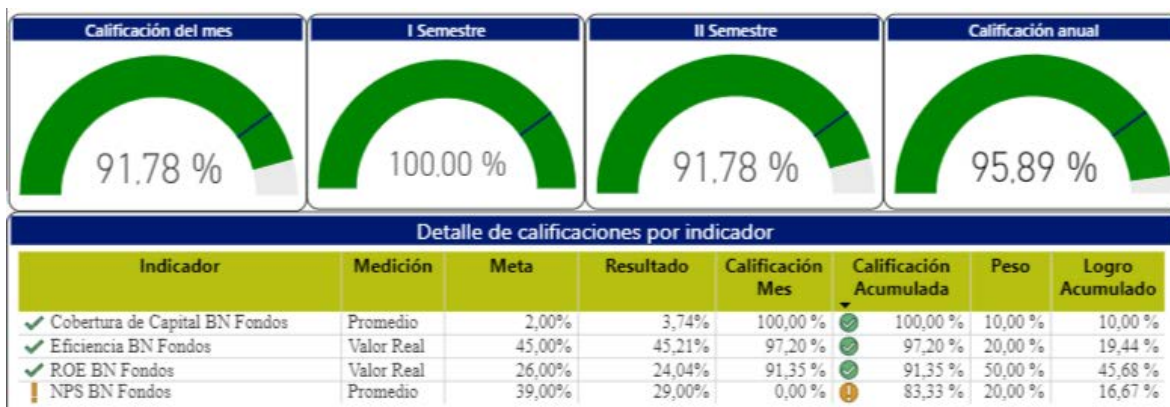 Calificación del mes
I Semestre
II Semestre
Calificación anual
91,78 %
100,00 %
91,78 %
95,89 %
Detalle de calificaciones por indicador
Indicador Medición Meta Resultado Calificación Mes Calificación Acumulada Peso Logro Acumulado
Cobertura de Capital BN Fondos Promedio 2,00% 3,74% 100,00 % 100,00 % 10,00 % 10,00 %
Eficiencia BN Fondos Valor Real 45,00% 45,21% 97,20 % 97,20 % 20,00 % 19,44 %
ROE BN Fondos Valor Real 26,00% 24,04% 91,35 % 91,35 % 50,00 % 45,68 %
NPS BN Fondos Promedio 39,00% 29,00% 0,00 % 83,33 % 20,00 % 16,67 %